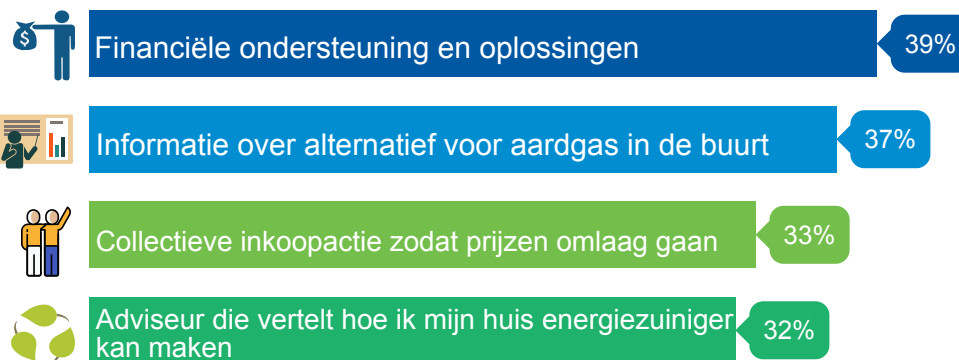 $
Financiële ondersteuning en oplossingen
39%
Informatie over alternatief voor aardgas in de buurt
37%
Collectieve inkoopactie zodat prijzen omlaag gaan
33%
Adviseur die vertelt hoe ik mijn huis energiezuiniger
kan maken
32%